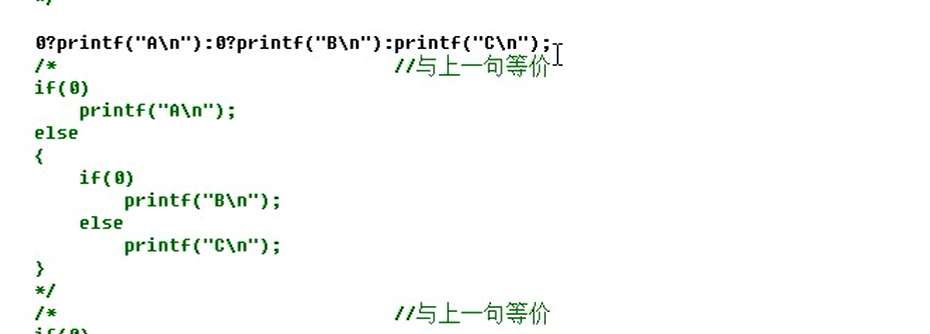 */
0?printf("A\n"):0?printf("B\n"):printf("C\n");
/* //与上一句等价
if(0)
    printf("A\n");
else
{
    if(0)
        printf("B\n");
    else
        printf("C\n");
}
*/
/* //与上一句等价
if(0)